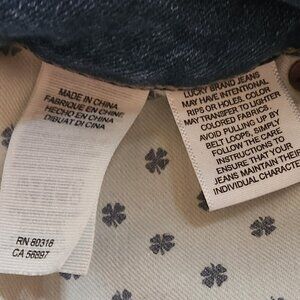 MADE IN CHINA
FABRIQUE EN CHINE
HECHO EN CHINA
DIBUAT DI CINA
RN 80318
CA 56897
LUCKY BRAND JEANS
MAY HAVE INTENTIONAL
RIPS OR HOLES. COLOR
MAY TRANSFER TO LIGHTER
COLORED FABRICS.
AVOID PULLING UP BY
BELT LOOPS, SIMPLY
FOLLOW THE CARE
INSTRUCTIONS TO
ENSURE THAT YOUR
JEANS MAINTAIN THEIR
INDIVIDUAL CHARACTE